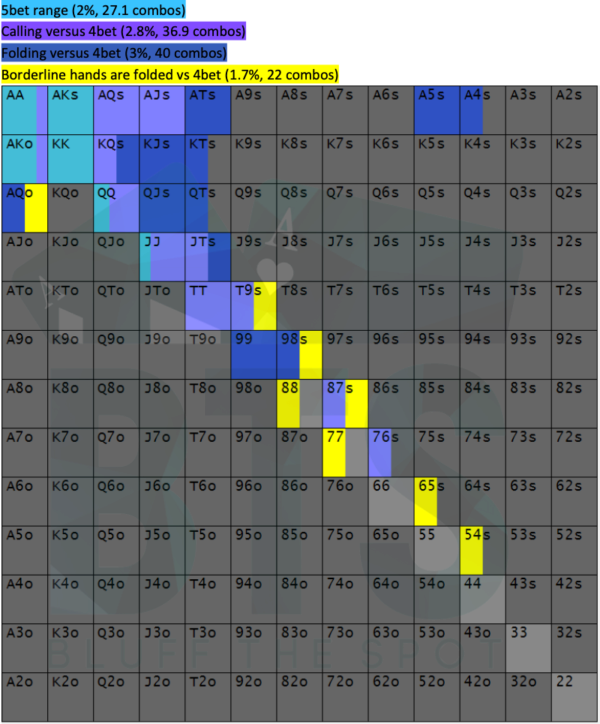 5bet range (2%, 27.1 combos)
Calling versus 4bet (2.8%, 36.9 combos)
Folding versus 4bet (3%, 40 combos)
Borderline hands are folded vs 4bet (1.7%, 22 combos)
AA AKs AQs AJs ATs A9s A8s A7s A6s A5s A4s A3s A2s
AKo KK KQs KJs KTs K9s K8s K7s K6s K5s K4s K3s K2s
AQo KQo QQ QJs QTs Q9s Q8s Q7s Q6s Q5s Q4s Q3s Q2s
AJo KJo QJo JJ JTs J9s J8s J7s J6s J5s J4s J3s J2s
ATo KTo QTo JTo TT T9s T8s T7s T6s T5s T4s T3s T2s
A9o K9o Q9o J9o T9o 99 98s 97s 96s 95s 94s 93s 92s
A8o K8o Q8o J8o T8o 98o 88 87s 86s 85s 84s 83s 82s
A7o K7o Q7o J7o T7o 97o 87o 77 76s 75s 74s 73s 72s
A6o K6o Q6o J6o T6o 96o 86o 76o 66 65s 64s 63s 62s
A5o K5o Q5o J5o T5o 95o 85o 75o 65o 55 54s 53s 52s
A4o K4o Q4o J4o T4o 94o 84o 74o 64o 54o 44 43s 42s
A3o K3o Q3o J3o T3o 93o 83o 73o 63o 53o 43o 33 32s
A2o K2o Q2o J2o T2o 92o 82o 72o 62o 52o 42o 32o 22
A
BTS
BLUFF THE SPOT